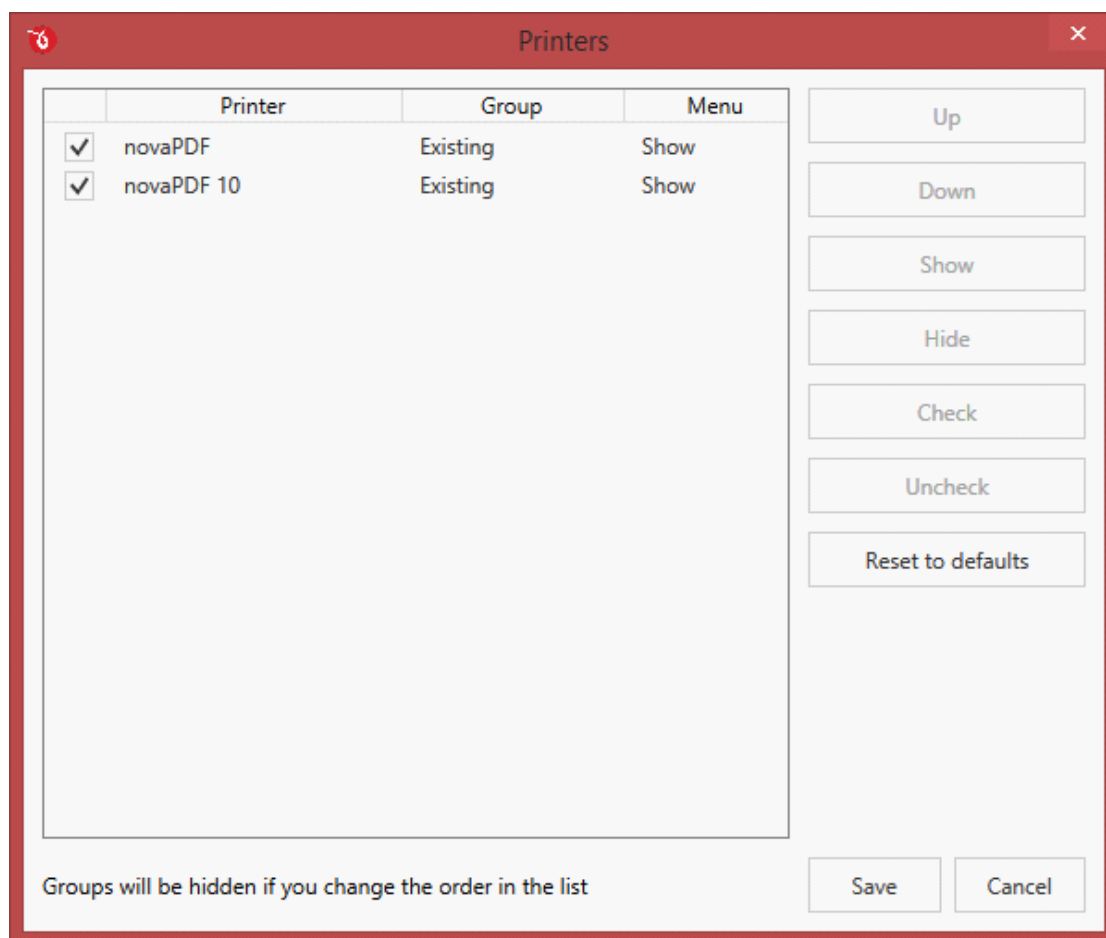 Printers
Printer Group Menu
novaPDF Existing Show
novaPDF 10 Existing Show
Up
Down
Show
Hide
Check
Uncheck
Reset to defaults
Groups will be hidden if you change the order in the list
Save Cancel